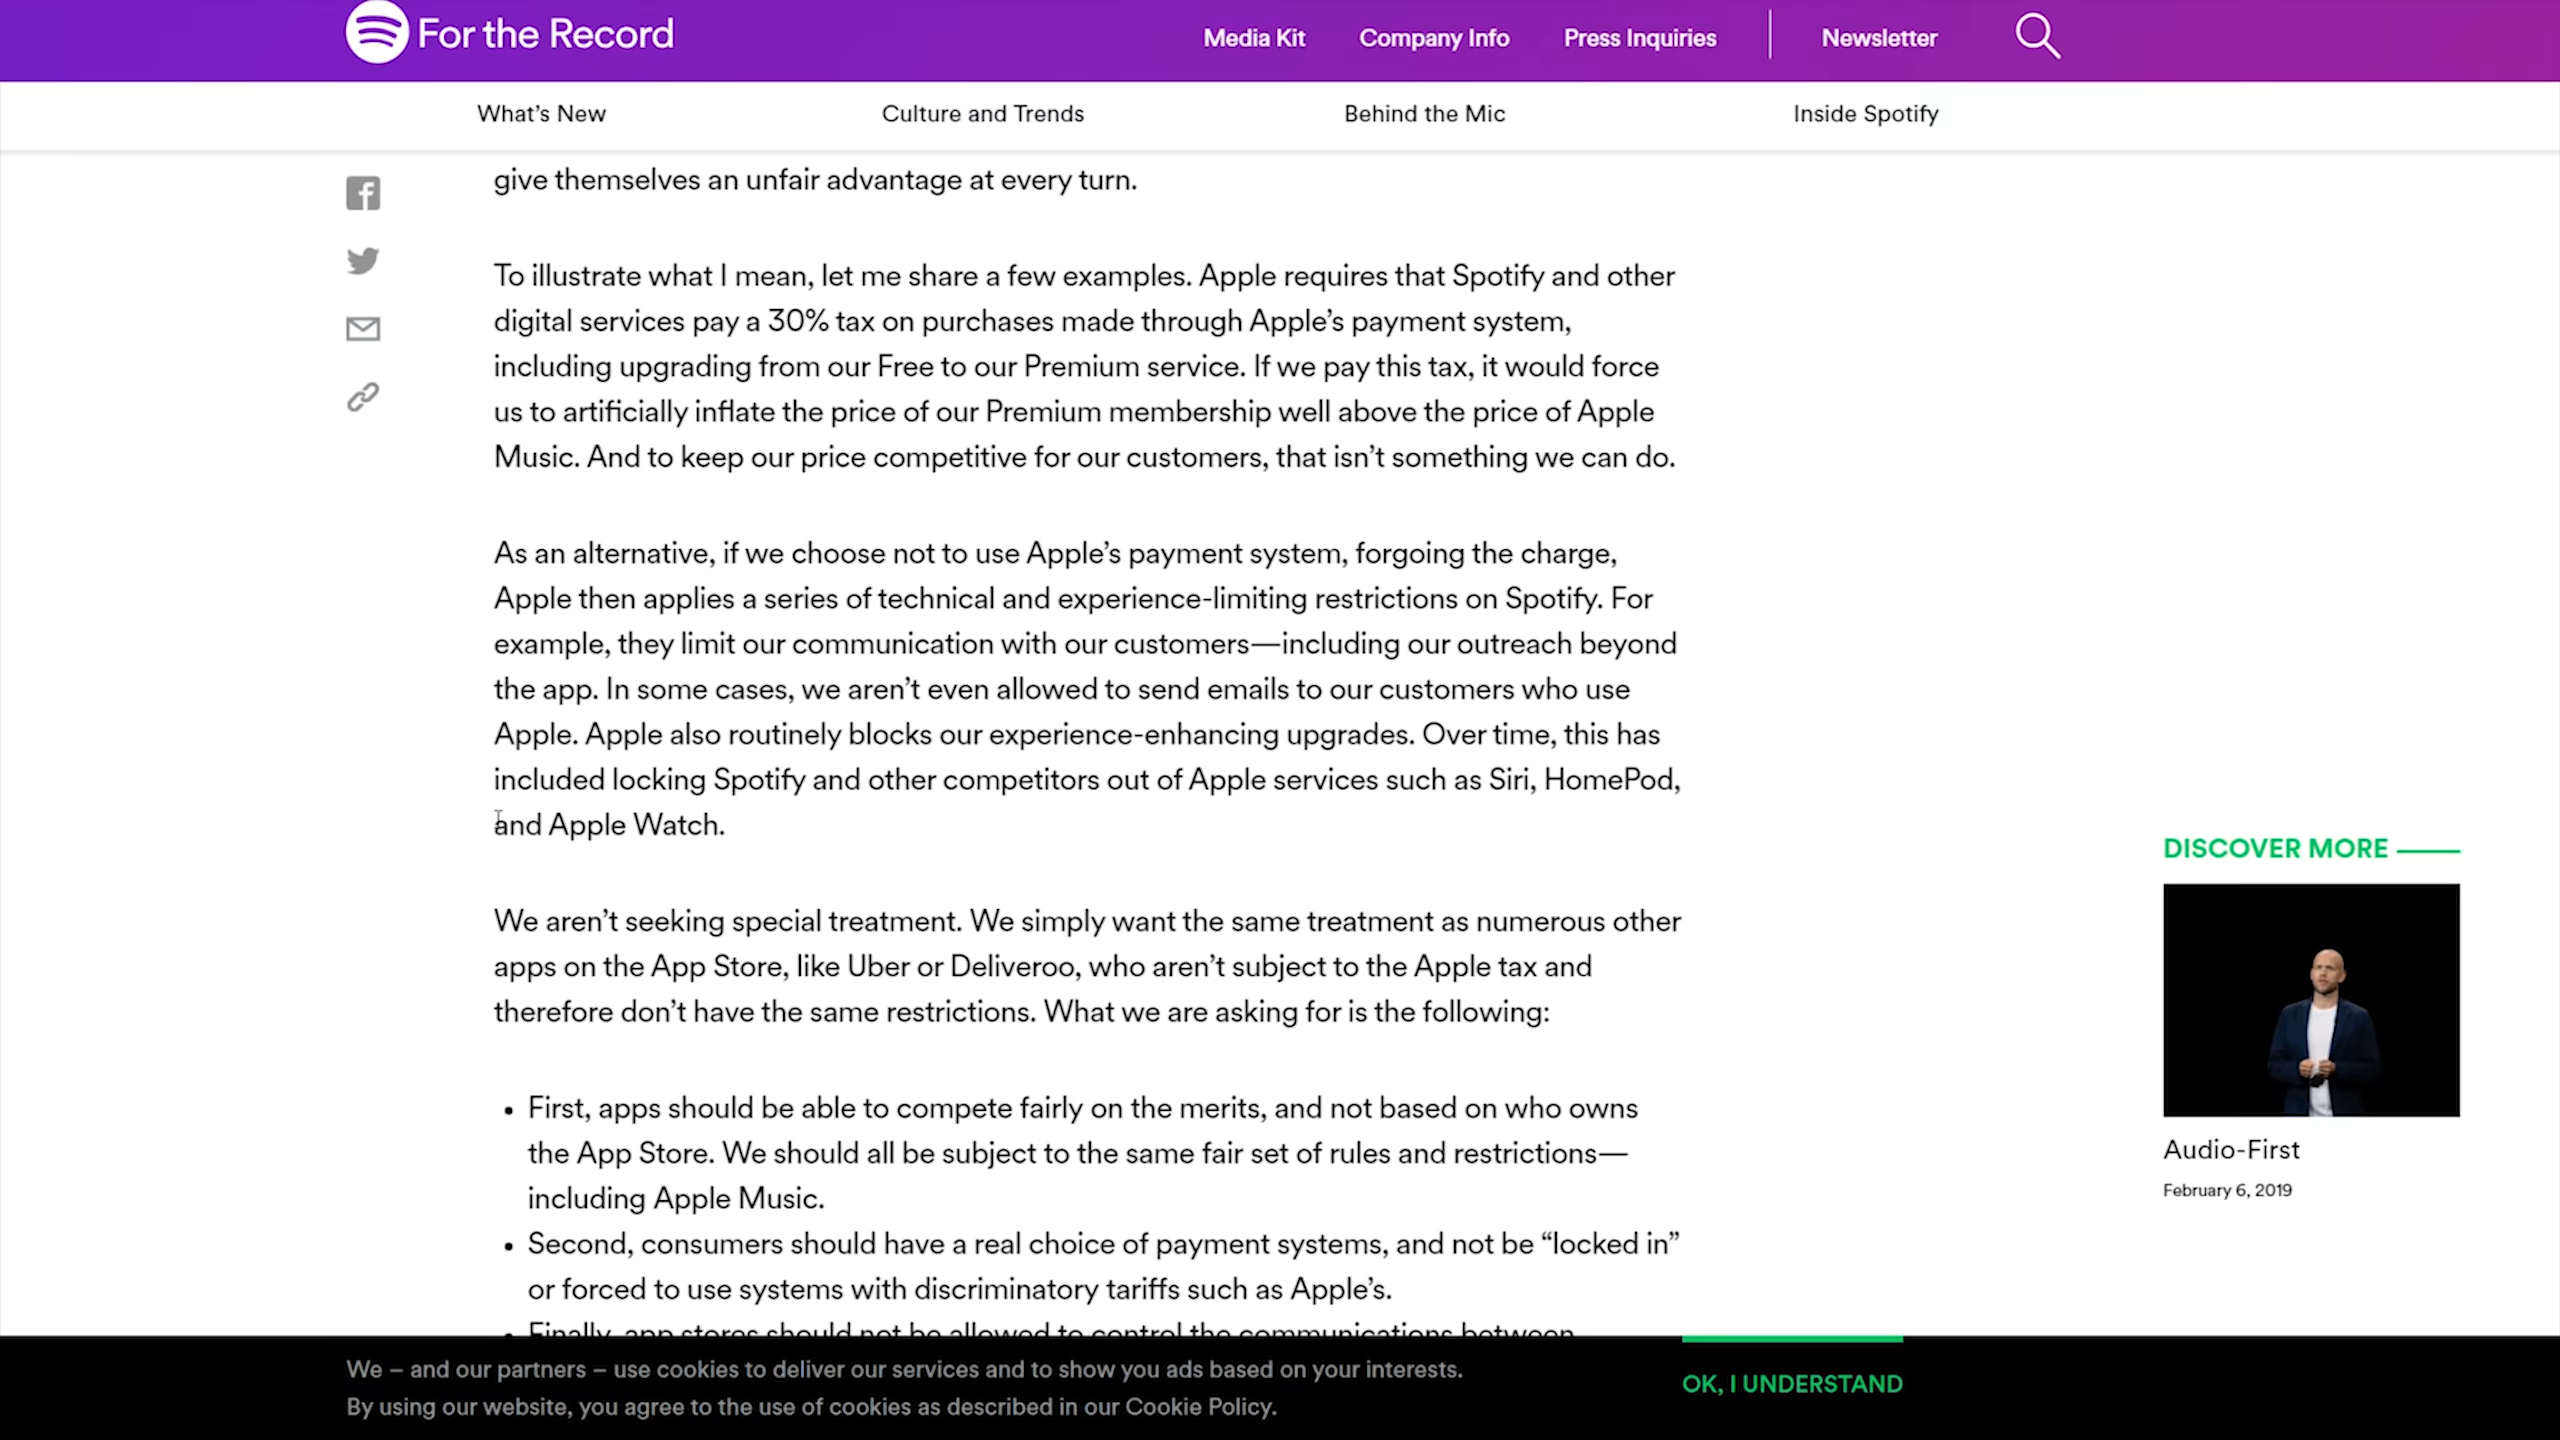 For the Record
Media Kit
Company Info
Press Inquiries
Newsletter
What’s New
Culture and Trends
Behind the Mic
Inside Spotify
give themselves an unfair advantage at every turn.
To illustrate what I mean, let me share a few examples. Apple requires that Spotify and other
digital services pay a 30% tax on purchases made through Apple’s payment system,
including upgrading from our Free to our Premium service. If we pay this tax, it would force
us to artificially inflate the price of our Premium membership well above the price of Apple
Music. And to keep our price competitive for our customers, that isn’t something we can do.
As an alternative, if we choose not to use Apple’s payment system, forgoing the charge,
Apple then applies a series of technical and experience-limiting restrictions on Spotify. For
example, they limit our communication with our customers—including our outreach beyond
the app. In some cases, we aren’t even allowed to send emails to our customers who use
Apple. Apple also routinely blocks our experience-enhancing upgrades. Over time, this has
included locking Spotify and other competitors out of Apple services such as Siri, HomePod,
and Apple Watch.
We aren’t seeking special treatment. We simply want the same treatment as numerous other
apps on the App Store, like Uber or Deliveroo, who aren’t subject to the Apple tax and
therefore don’t have the same restrictions. What we are asking for is the following:
• First, apps should be able to compete fairly on the merits, and not based on who owns
the App Store. We should all be subject to the same fair set of rules and restrictions—
including Apple Music.
• Second, consumers should have a real choice of payment systems, and not be “locked in”
or forced to use systems with discriminatory tariffs such as Apple’s.
• Finally, app stores should not be allowed to control the communications between
DISCOVER MORE
Audio-First
February 6, 2019
We – and our partners – use cookies to deliver our services and to show you ads based on your interests.
By using our website, you agree to the use of cookies as described in our Cookie Policy.
OK, I UNDERSTAND